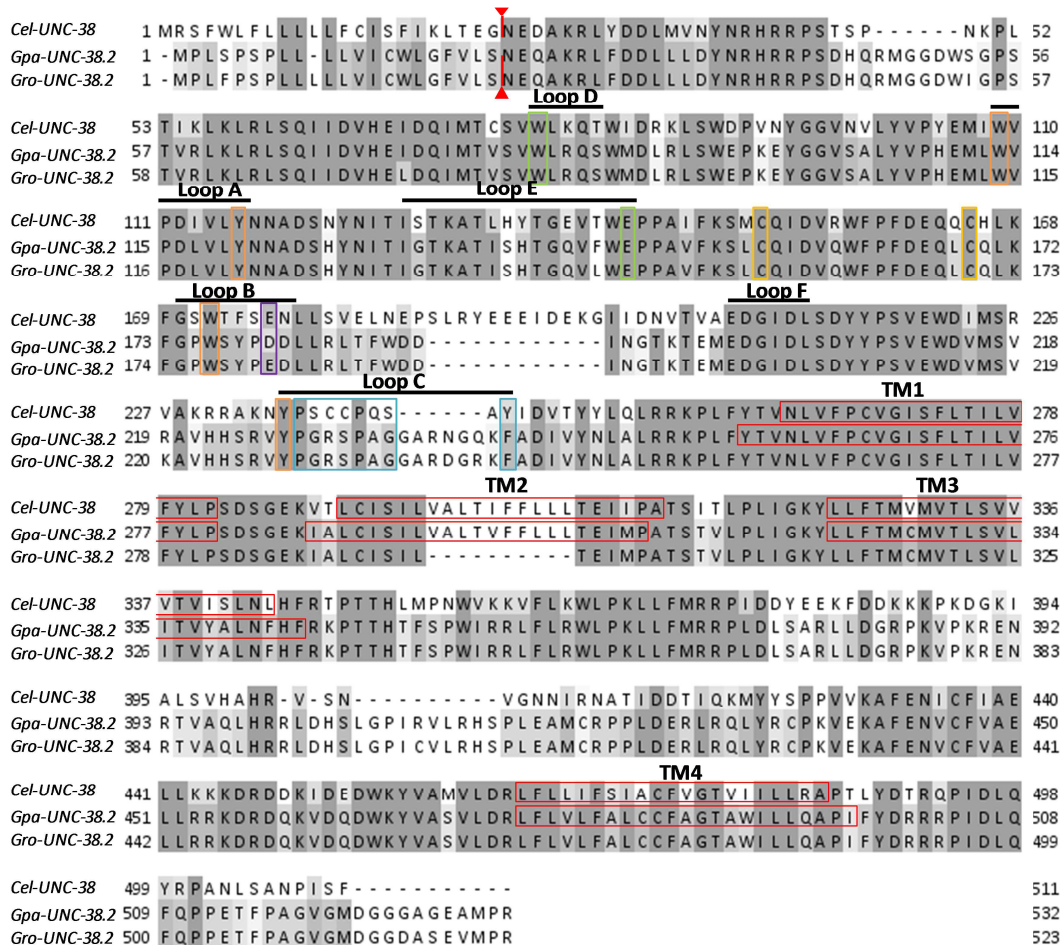 Cel-UNC-38 1 MRSFWLFLLLLLFCISFIKLTEGNEDAKRLYDDLMVNYNRHRRPSTSP------NKPL 52
Gpa-UNC-38.2 1 -MPLSPSPLL-LLVICWLGFVLSNEQAKRLFDDLLLDYNRHRRPSDHQRMGGDWSGPS 56
Gro-UNC-38.2 1 -MPLFPSPLLLLLVICWLGFVLSNEQAKRLFDDLLLDYNRHRRPSDHQRMGGDWIGPS 57
Loop D
Cel-UNC-38 53 TIKLKLRLSQIIDVHEIDQIMTCSVWLKQTWIDRKLSWDPVNYGGVNVLYVPYEMIWV 110
Gpa-UNC-38.2 57 TVRLKLRLSQIIDVHEIDQIMTVSVWLRQSWMDLRLSWEPKEYGGVSALYVPHEMLWV 114
Gro-UNC-38.2 58 TVRLKLRLSQIIDVHELDQIMTVSVWLRQSWMDLRLSWEPKEYGGVSALYVPHEMLWV 115
Loop A Loop E
Cel-UNC-38 111 PDIVLYNNADSNYNITISTKATLHYTGEVTWEPPAIFKSMCQIDVRWFPFDEQQCHLK 168
Gpa-UNC-38.2 115 PDLVLYNNADSHYNITIGTKATISHTGQVFWEPPAVFKSLCQIDVQWFPFDEQLCQLK 172
Gro-UNC-38.2 116 PDLVLYNNADSHYNITIGTKATISHTGQVLWEPPAVFKSLCQIDVQWFPFDEQLCQLK 173
Loop B Loop F
Cel-UNC-38 169 FGSWTFSENLLSVELNEPSLRYEEEIDEKGIIDNVTVAEDGIDLSDYYPSVEWDIMSR 226
Gpa-UNC-38.2 173 FGPWSYPDDLLRLTFWDD------------INGTKTEMEDGIDLSDYYPSVEWDVMSV 218
Gro-UNC-38.2 174 FGPWSYPEDLLRLTFWDD------------INGTKTEMEDGIDLSDYYPSVEWDVMSV 219
Loop C TM1
Cel-UNC-38 227 VAKRRAKNYPSCCPQS------AYIDVTYYLQLRRKPLFYTVNLVFPCVGISFLTILV 278
Gpa-UNC-38.2 219 RAVHHSRVYPGRSPAGGARNGQKFADIVYNLALRRKPLFYTVNLVFPCVGISFLTILV 276
Gro-UNC-38.2 220 KAVHHSRVYPGRSPAGGARDGRKFADIVYNLALRRKPLFYTVNLVFPCVGISFLTILV 277
TM2 TM3
Cel-UNC-38 279 FYLPSDSGEKVTLCISILVALTIFFLLLTEIIPATSITLPLIGKYLLFTMVMVTLSVV 336
Gpa-UNC-38.2 277 FYLPSDSGEKIALCISILVALTVFFLLLTEIMPATSTVLPLIGKYLLFTMCMVTLSVL 334
Gro-UNC-38.2 278 FYLPSDSGEKIALCISIL----------TEIMPATSTVLPLIGKYLLFTMCMVTLSVL 325
Cel-UNC-38 337 VTVISLNLHFRTPTTHLMPNWVKKVFLKWLPKLLFMRRPIDDYEEKFDDKKKPKDGKI 394
Gpa-UNC-38.2 335 ITVYALNFHFRKPTTHTFSPWIRRLFLRWLPKLLFMRRPLDLSARLLDGRPKVPKREN 392
Gro-UNC-38.2 326 ITVYALNFHFRKPTTHTFSPWIRRLFLRWLPKLLFMRRPLDLSARLLDGRPKVPKREN 383
Cel-UNC-38 395 ALSVHAHR-V-SN----------VGNNIRNATIDDTIQKMYYSPPVVKAFENICFIAE 440
Gpa-UNC-38.2 393 RTVAQLHRRLDHSLGPIRVLRHSPLEAMCRPPLDERLRQLYRCPKVEKAFENVCFVAE 450
Gro-UNC-38.2 384 RTVAQLHRRLDHSLGPICVLRHSPLEAMCRPPLDERLRQLYRCPKVEKAFENVCFVAE 441
TM4
Cel-UNC-38 441 LLKKKDRDDKIDEDWKYVAMVLDRLFLLIFSIACFVGTVIILLRAPTLYDTRQPIDLQ 498
Gpa-UNC-38.2 451 LLRRKDRDQKVDQDWKYVASVLDRLFLVLFALCCFAGTAWILLQAPIFYDRRRPIDLQ 508
Gro-UNC-38.2 442 LLRRKDRDQKVDQDWKYVASVLDRLFLVLFALCCFAGTAWILLQAPIFYDRRRPIDLQ 499
Cel-UNC-38 499 YRPANLSANPISF----------- 511
Gpa-UNC-38.2 509 FQPPETFPAGVGMDGGGAGEAMPR 532
Gro-UNC-38.2 500 FQPPETFPAGVGMDGGDASEVMPR 523